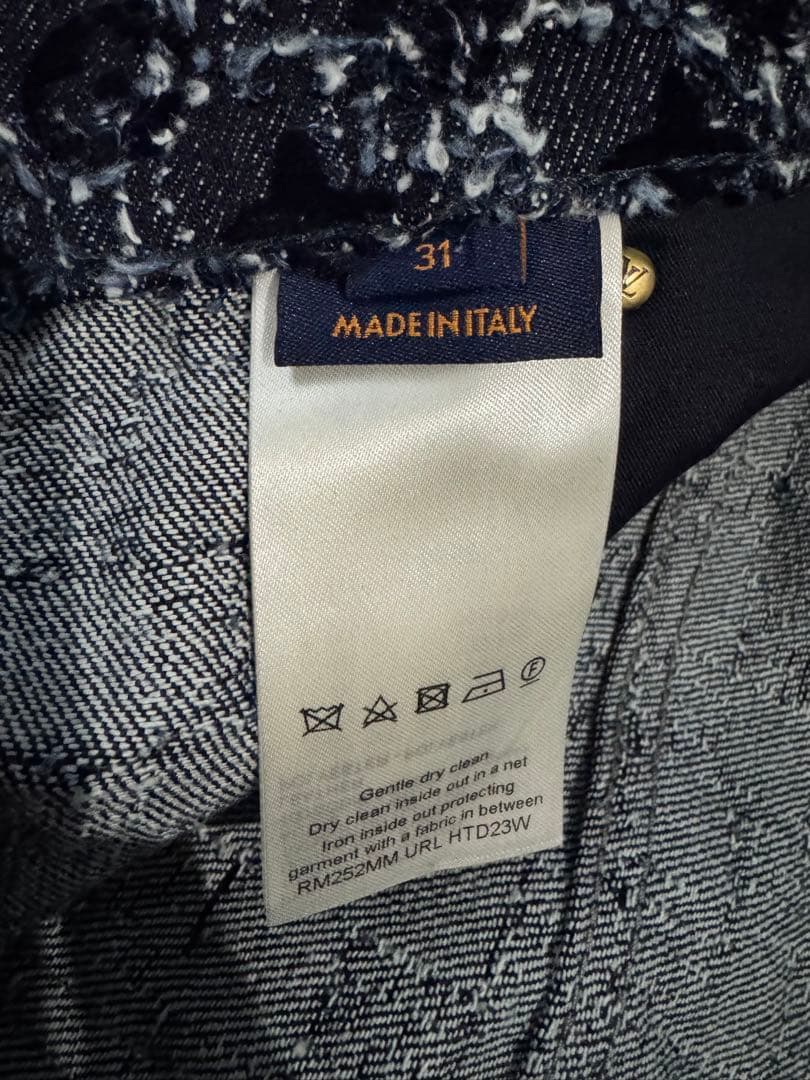 31
MADE IN ITALY
LV
F
Gentle dry clean
Dry clean inside out in a net
Iron inside out protecting
garment with a fabric in between
RM252MM URL HTD23W